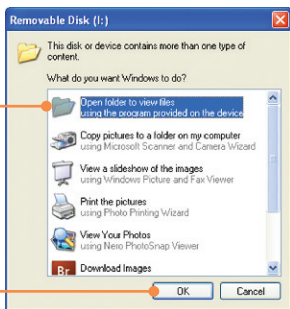 Removable Disk (I:)
This disk or device contains more than one type of
content.
What do you want Windows to do?
Open folder to view files
using the program provided on the device
Copy pictures to a folder on my computer
using Microsoft Scanner and Camera Wizard
View a slideshow of the images
using Windows Picture and Fax Viewer
Print the pictures
using Photo Printing Wizard
View Your Photos
using Nero PhotoSnap Viewer
Br Download Images
OK Cancel